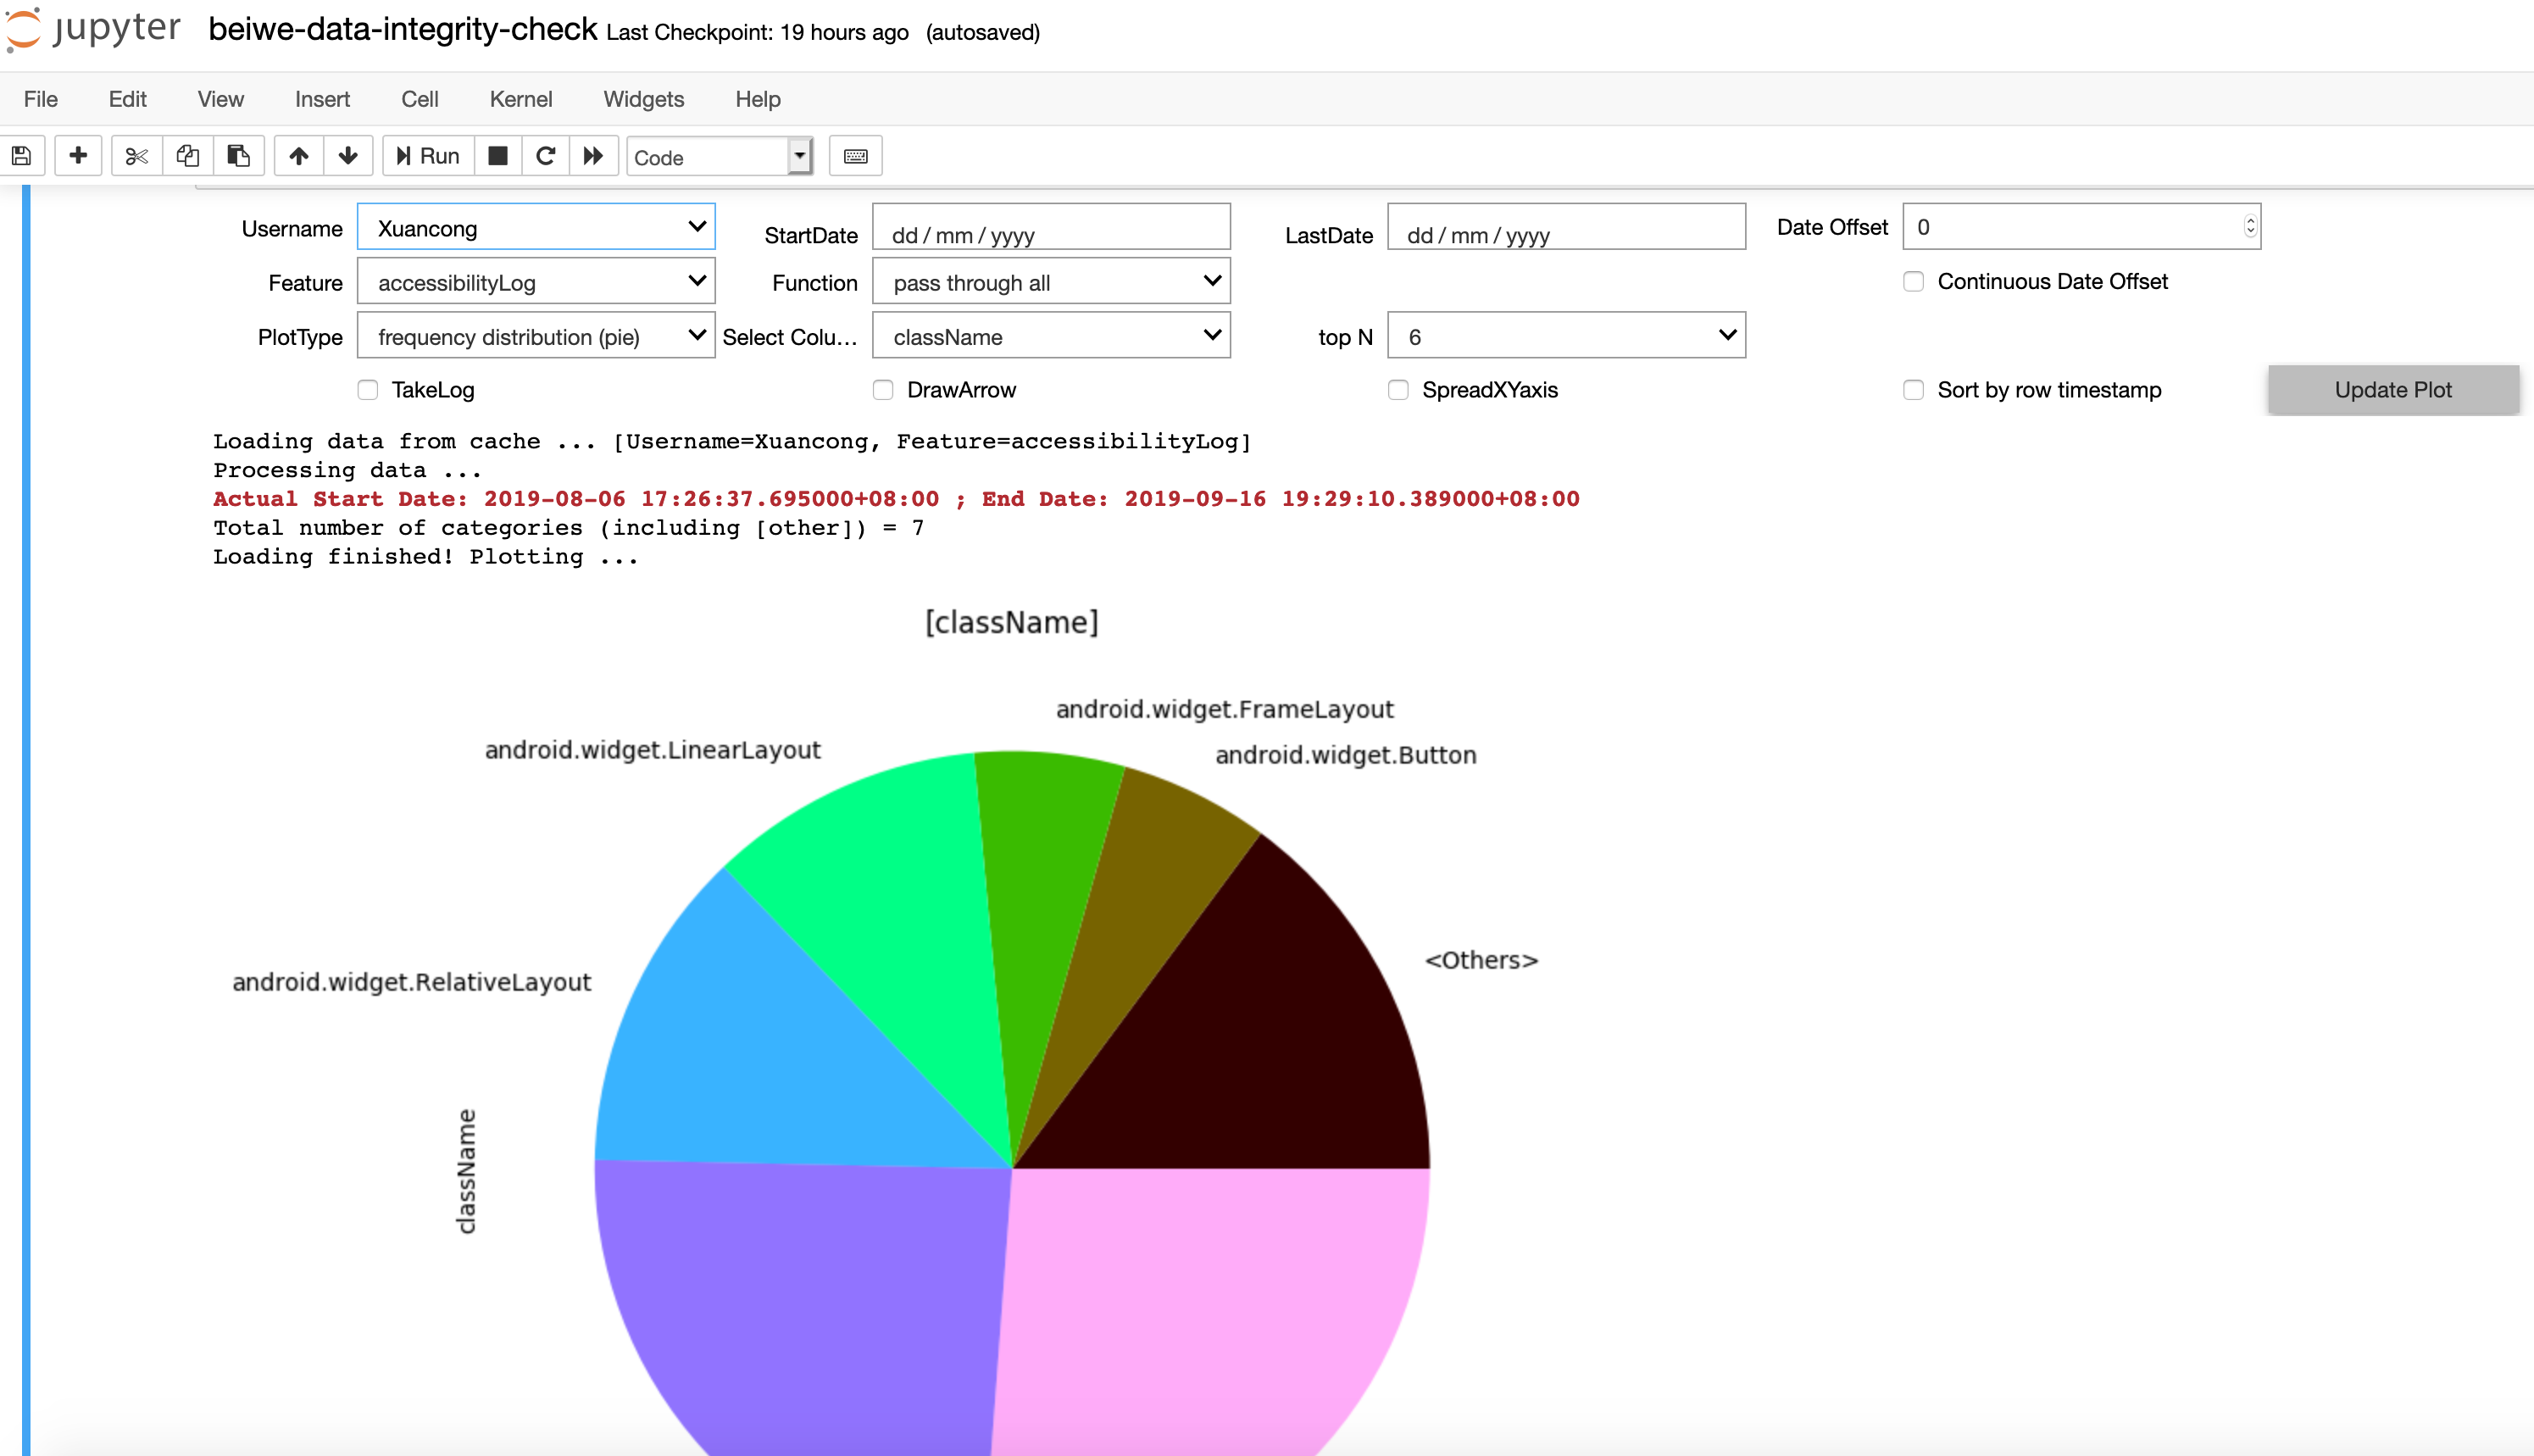 jupyter beiwe-data-integrity-check Last Checkpoint: 19 hours ago (autosaved)
File Edit View Insert Cell Kernel Widgets Help
Run Code
Username Xuancong StartDate dd / mm / yyyy LastDate dd / mm / yyyy Date Offset 0
Feature accessibilityLog Function pass through all Continuous Date Offset
PlotType frequency distribution (pie) Select Colu... className top N 6
TakeLog DrawArrow SpreadXYaxis Sort by row timestamp Update Plot
Loading data from cache ... [Username=Xuancong, Feature=accessibilityLog]
Processing data ...
Actual Start Date: 2019-08-06 17:26:37.695000+08:00 ; End Date: 2019-09-16 19:29:10.389000+08:00
Total number of categories (including [other]) = 7
Loading finished! Plotting ...
[className]
android.widget.FrameLayout
android.widget.LinearLayout
android.widget.Button
<Others>
android.widget.RelativeLayout
className